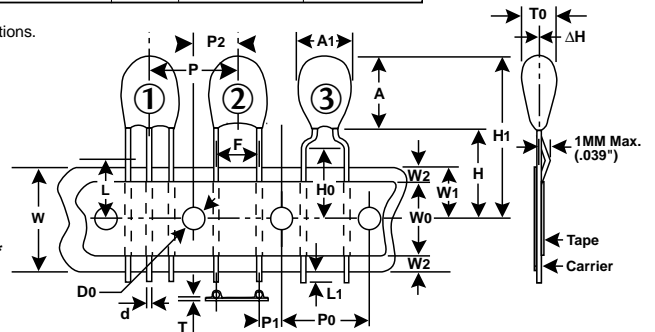 tions.
T0
ΔH
P2
A1
P
1
2
3
A
H1
F
H
1MM Max.
(.039")
L
H0
W2
W1
W
W0
W2
Tape
Carrier
D0
L1
d
T
P1
P0